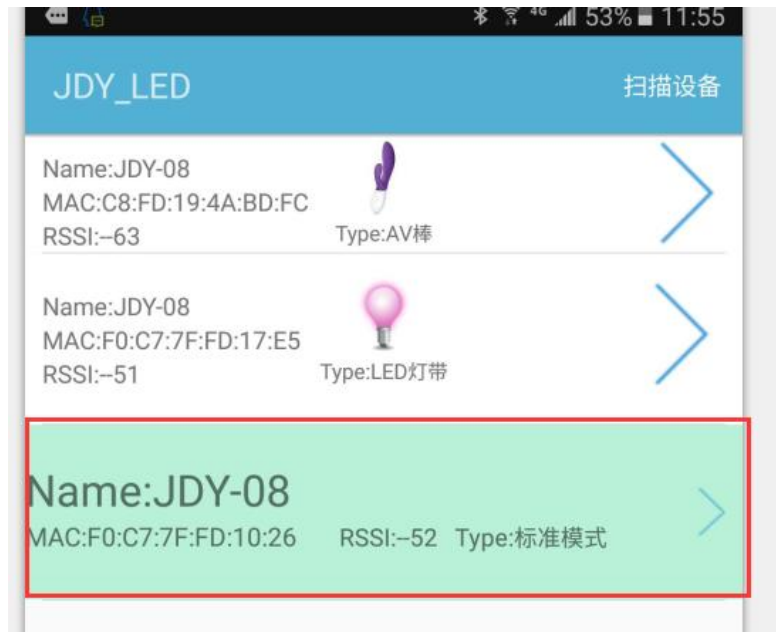 4G 53% 11:55
JDY_LED 扫描设备
Name:JDY-08
MAC:C8:FD:19:4A:BD:FC
RSSI:--63 Type:AV棒
Name:JDY-08
MAC:F0:C7:7F:FD:17:E5
RSSI:--51 Type:LED灯带
Name:JDY-08
MAC:F0:C7:7F:FD:10:26 RSSI:--52 Type:标准模式